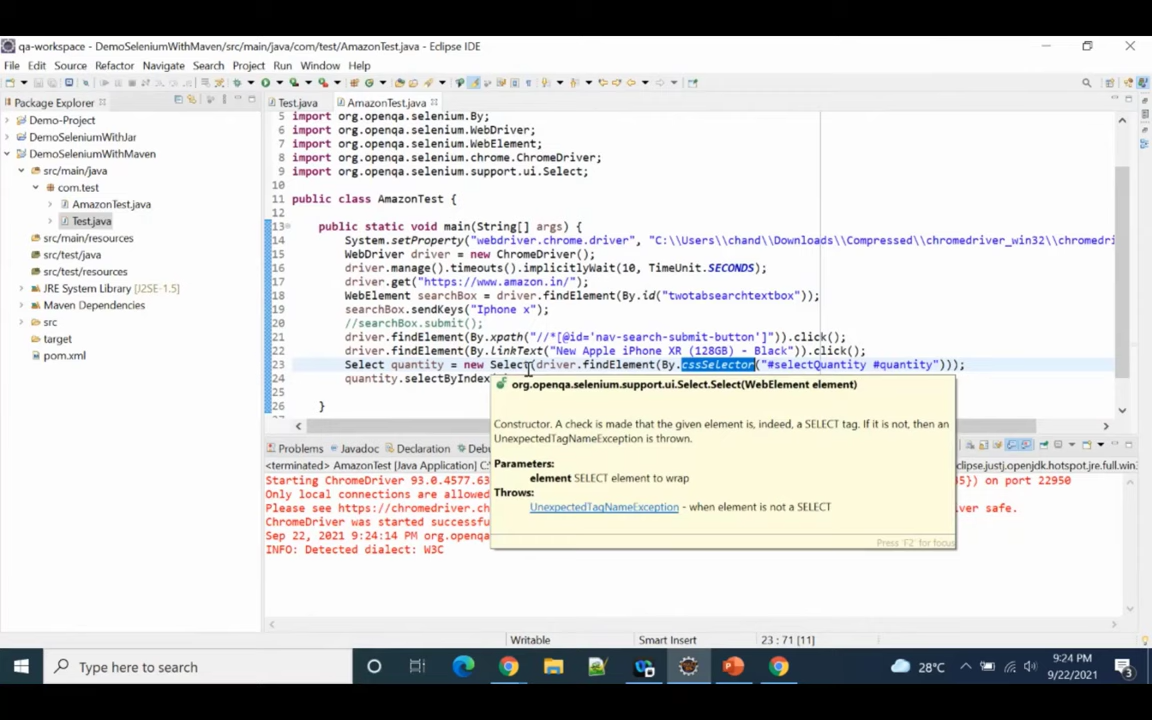 qa-workspace - DemoSeleniumWithMaven/src/main/java/com/test/AmazonTest.java - Eclipse IDE
File Edit Source Refactor Navigate Search Project Run Window Help
Package Explorer
Test.java AmazonTest.java
Demo-Project
DemoSeleniumWithJar
DemoSeleniumWithMaven
src/main/java
com.test
AmazonTest.java
Test.java
src/main/resources
src/test/java
src/test/resources
JRE System Library [J2SE-1.5]
Maven Dependencies
src
target
pom.xml
5 import org.openqa.selenium.By;
6 import org.openqa.selenium.WebDriver;
7 import org.openqa.selenium.WebElement;
8 import org.openqa.selenium.chrome.ChromeDriver;
9 import org.openqa.selenium.support.ui.Select;
10
11 public class AmazonTest {
12
13 public static void main(String[] args) {
14 System.setProperty("webdriver.chrome.driver", "C:\\Users\\chand\\Downloads\\Compressed\\chromedriver_win32\\chromedri
15 WebDriver driver = new ChromeDriver();
16 driver.manage().timeouts().implicitlyWait(10, TimeUnit.SECONDS);
17 driver.get("https://www.amazon.in/");
18 WebElement searchBox = driver.findElement(By.id("twotabsearchtextbox"));
19 searchBox.sendKeys("Iphone x");
20 //searchBox.submit();
21 driver.findElement(By.xpath("//*[@id='nav-search-submit-button']")).click();
22 driver.findElement(By.linkText("New Apple iPhone XR (128GB) - Black")).click();
23 Select quantity = new Select(driver.findElement(By.cssSelector("#selectQuantity #quantity")));
24 quantity.selectByIndex
25
26 }
org.openqa.selenium.support.ui.Select.Select(WebElement element)
Constructor. A check is made that the given element is, indeed, a SELECT tag. If it is not, then an
UnexpectedTagNameException is thrown.
Parameters:
element SELECT element to wrap
Throws:
UnexpectedTagNameException - when element is not a SELECT
Press 'F2' for focus
Problems Javadoc Declaration Debu
<terminated> AmazonTest [Java Application] C: eclipse.justj.openjdk.hotspot.jre.full.win3
Starting ChromeDriver 93.0.4577.63 5}) on port 22950
Only local connections are allowed
Please see https://chromedriver.ch ver safe.
ChromeDriver was started successfu
Sep 22, 2021 9:24:14 PM org.openqa
INFO: Detected dialect: W3C
Writable Smart Insert 23 : 71 [11]
Type here to search
28°C
9:24 PM
9/22/2021
3